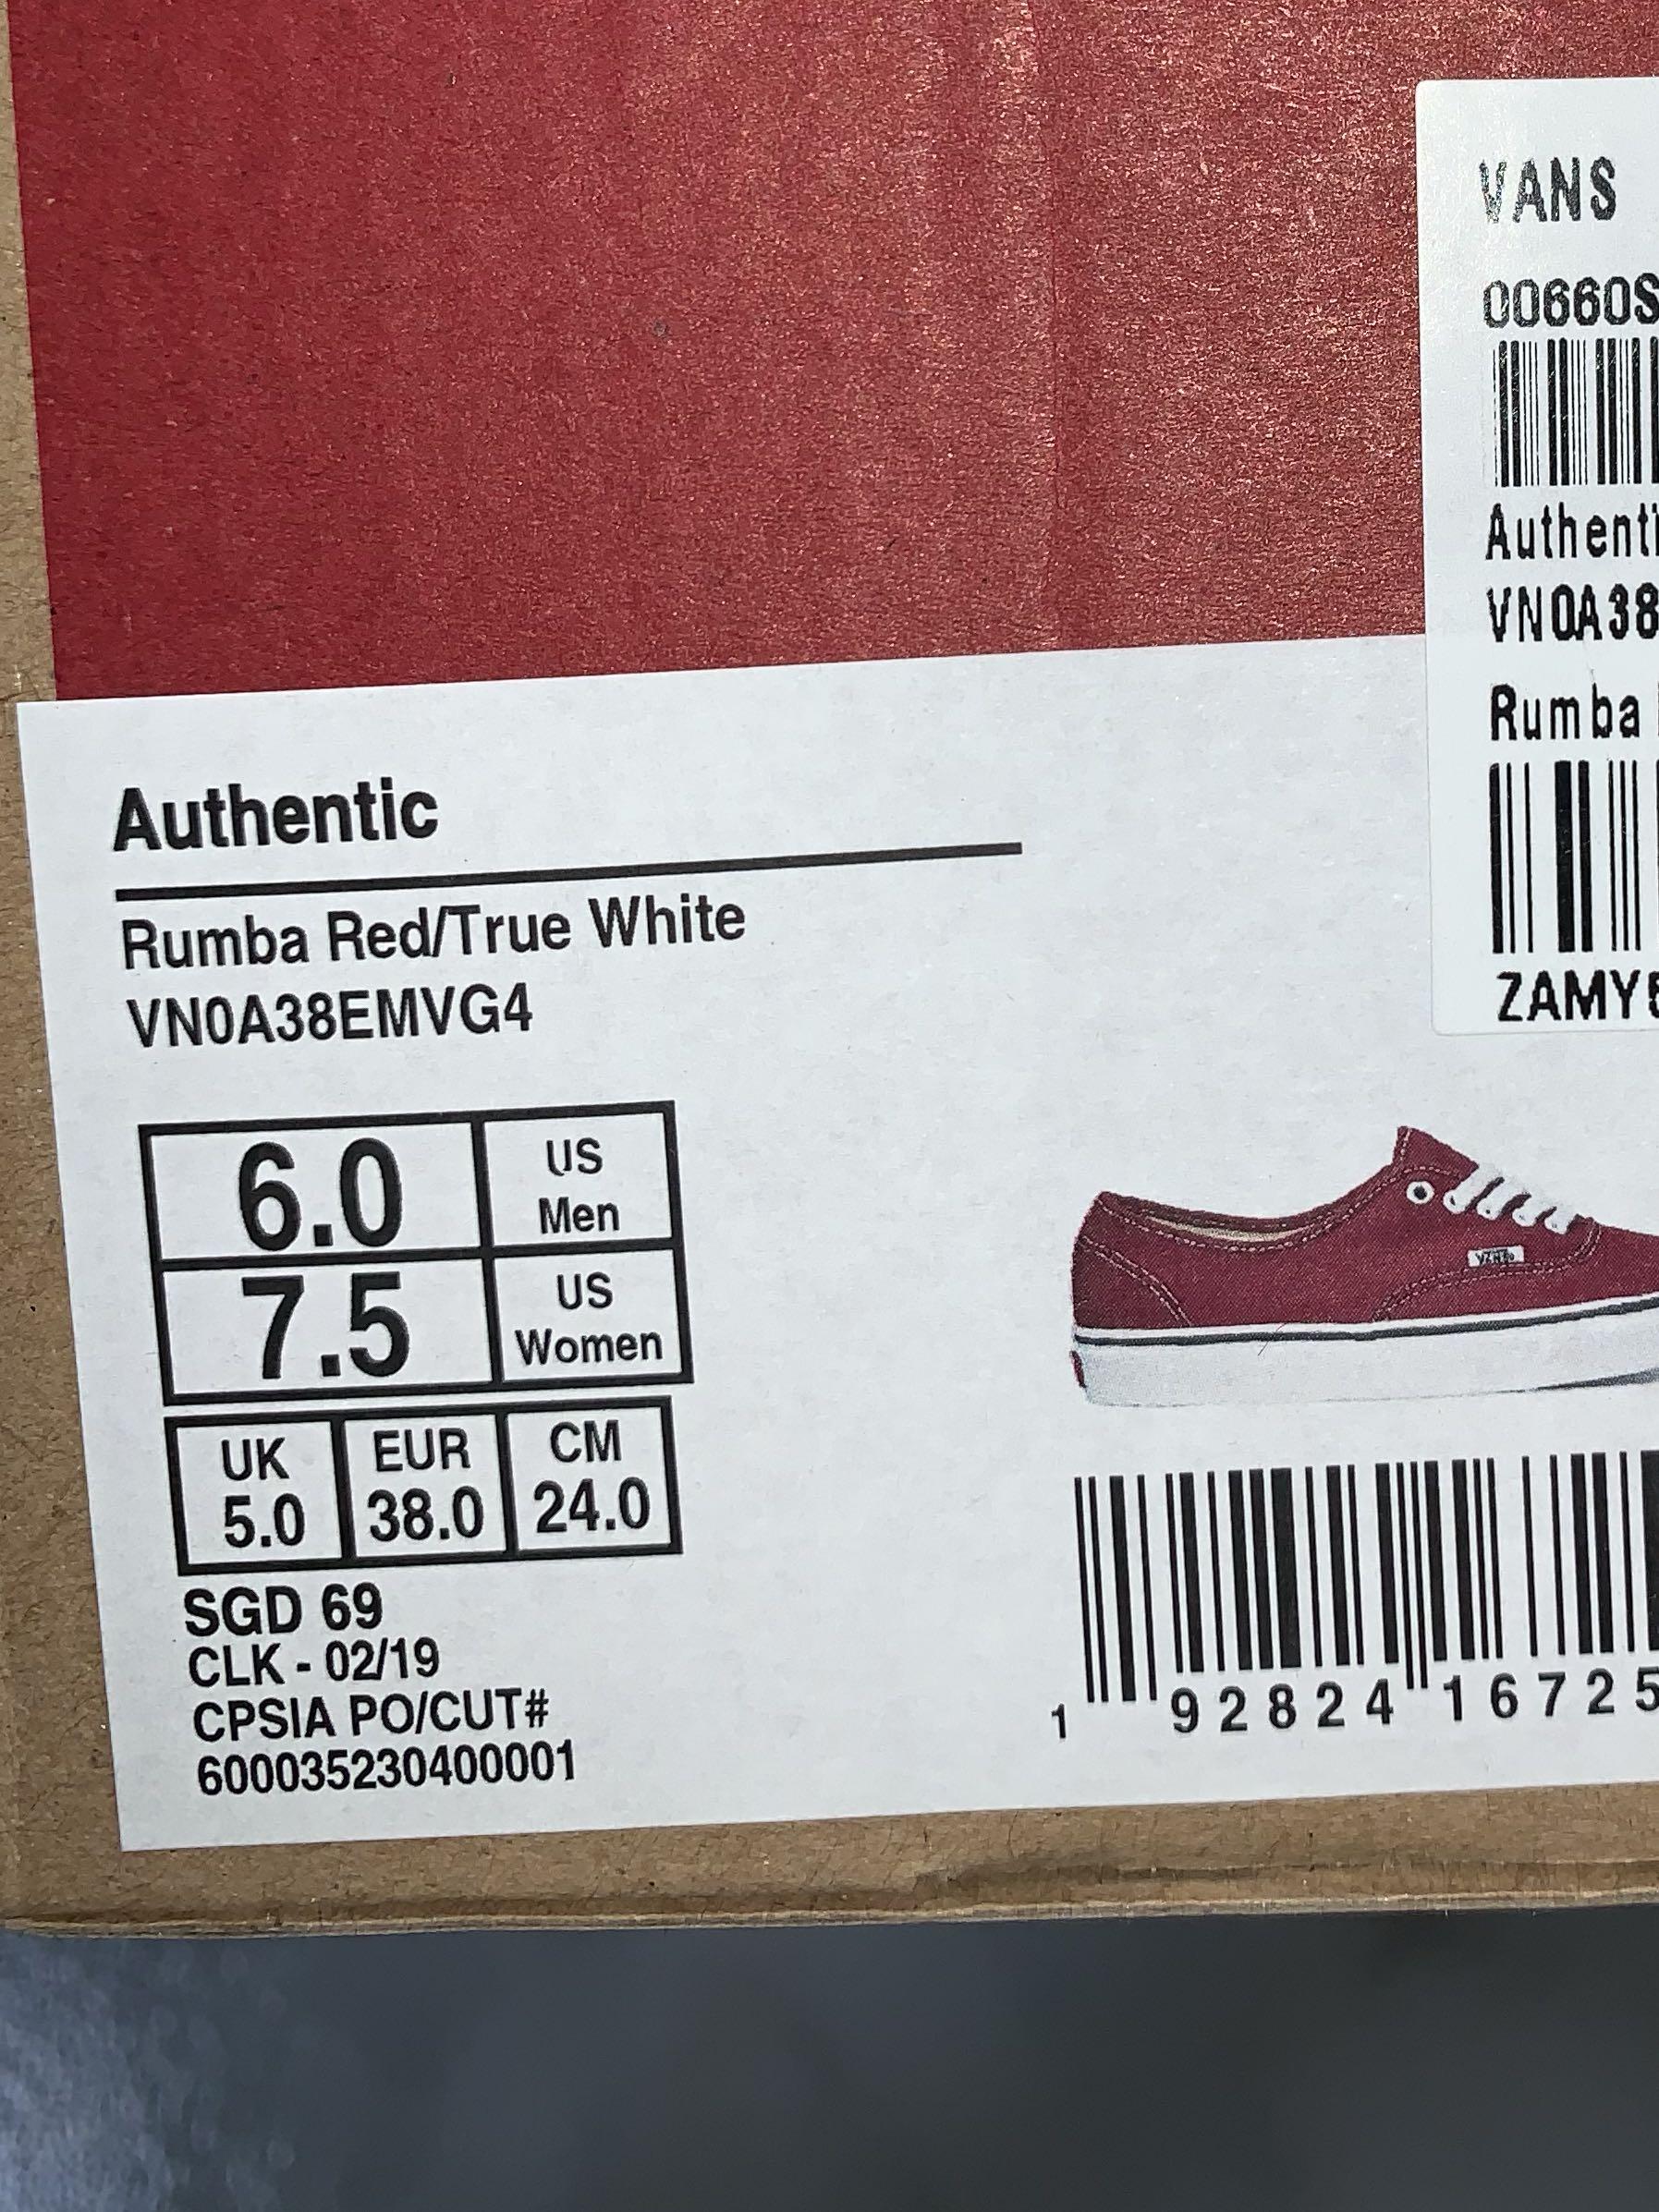 VANS
00660S
Authenti
VN0A38
Rumba
ZAMY
Authentic
Rumba Red/True White
VN0A38EMVG4
6.0 US Men
7.5 US Women
UK EUR CM
5.0 38.0 24.0
VANS
SGD 69
CLK - 02/19
CPSIA PO/CUT#
600035230400001
1 92824 16725